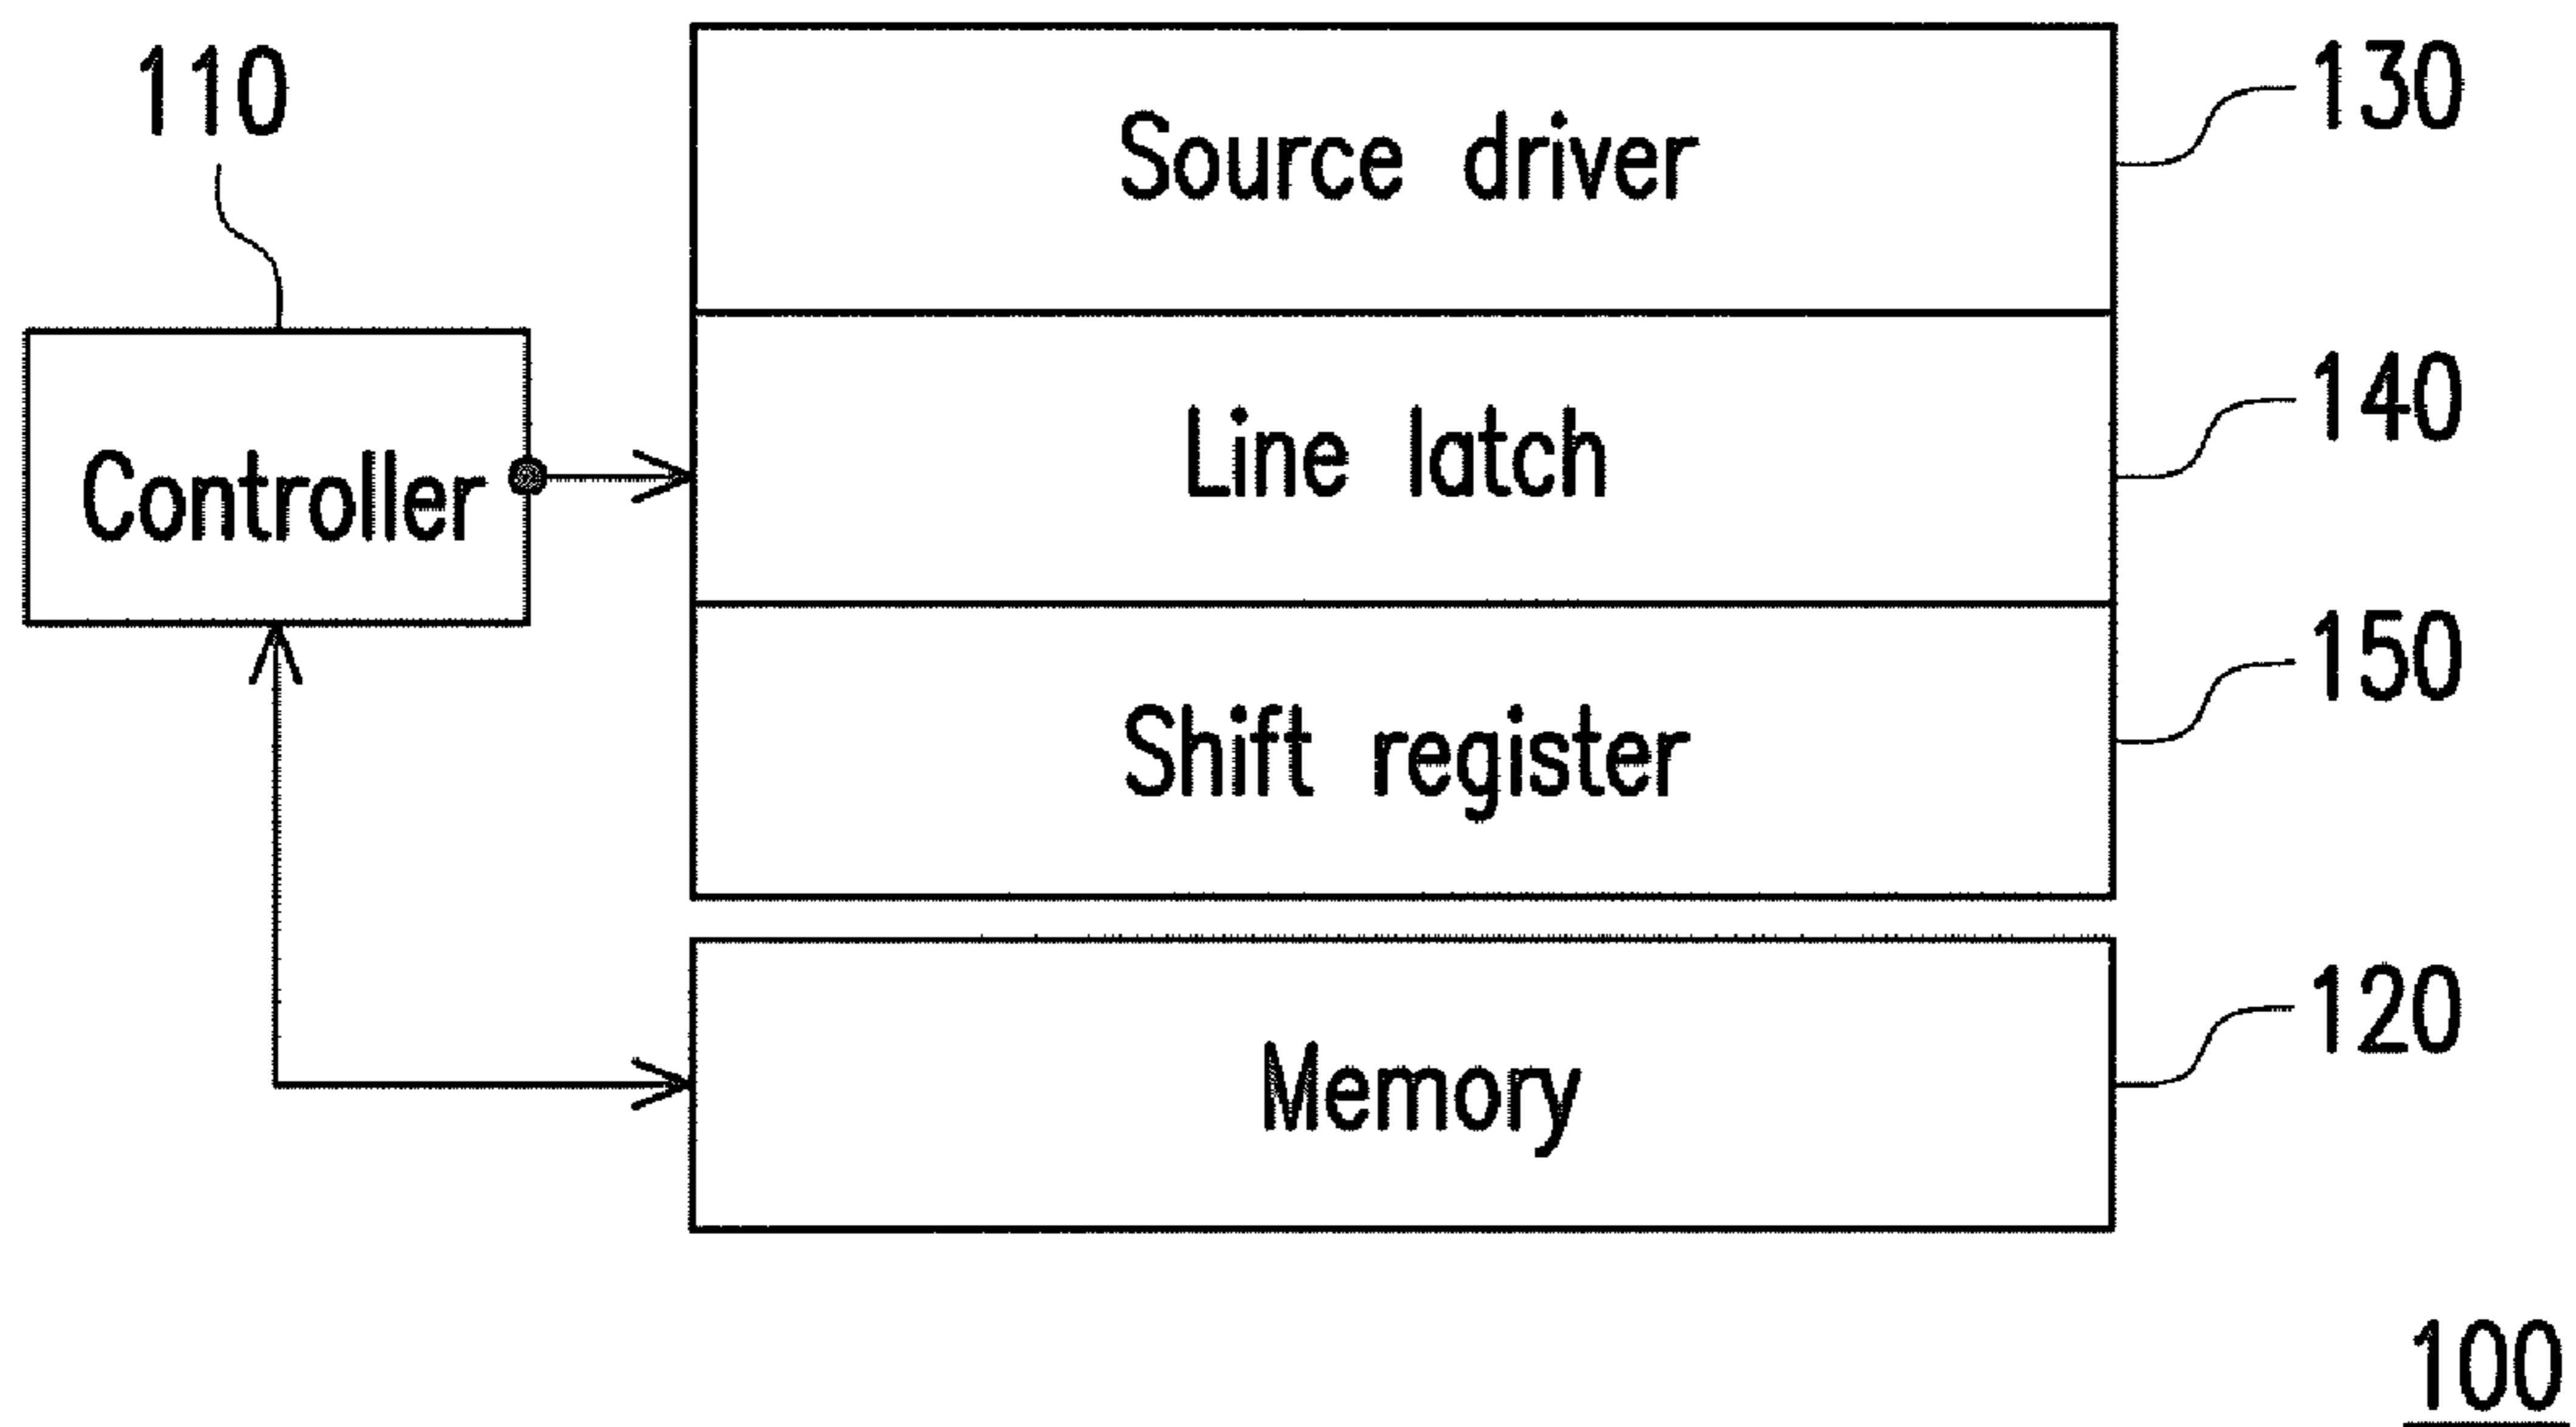 110
Source driver
130
Controller
Line latch
140
Shift register
150
Memory
120
100